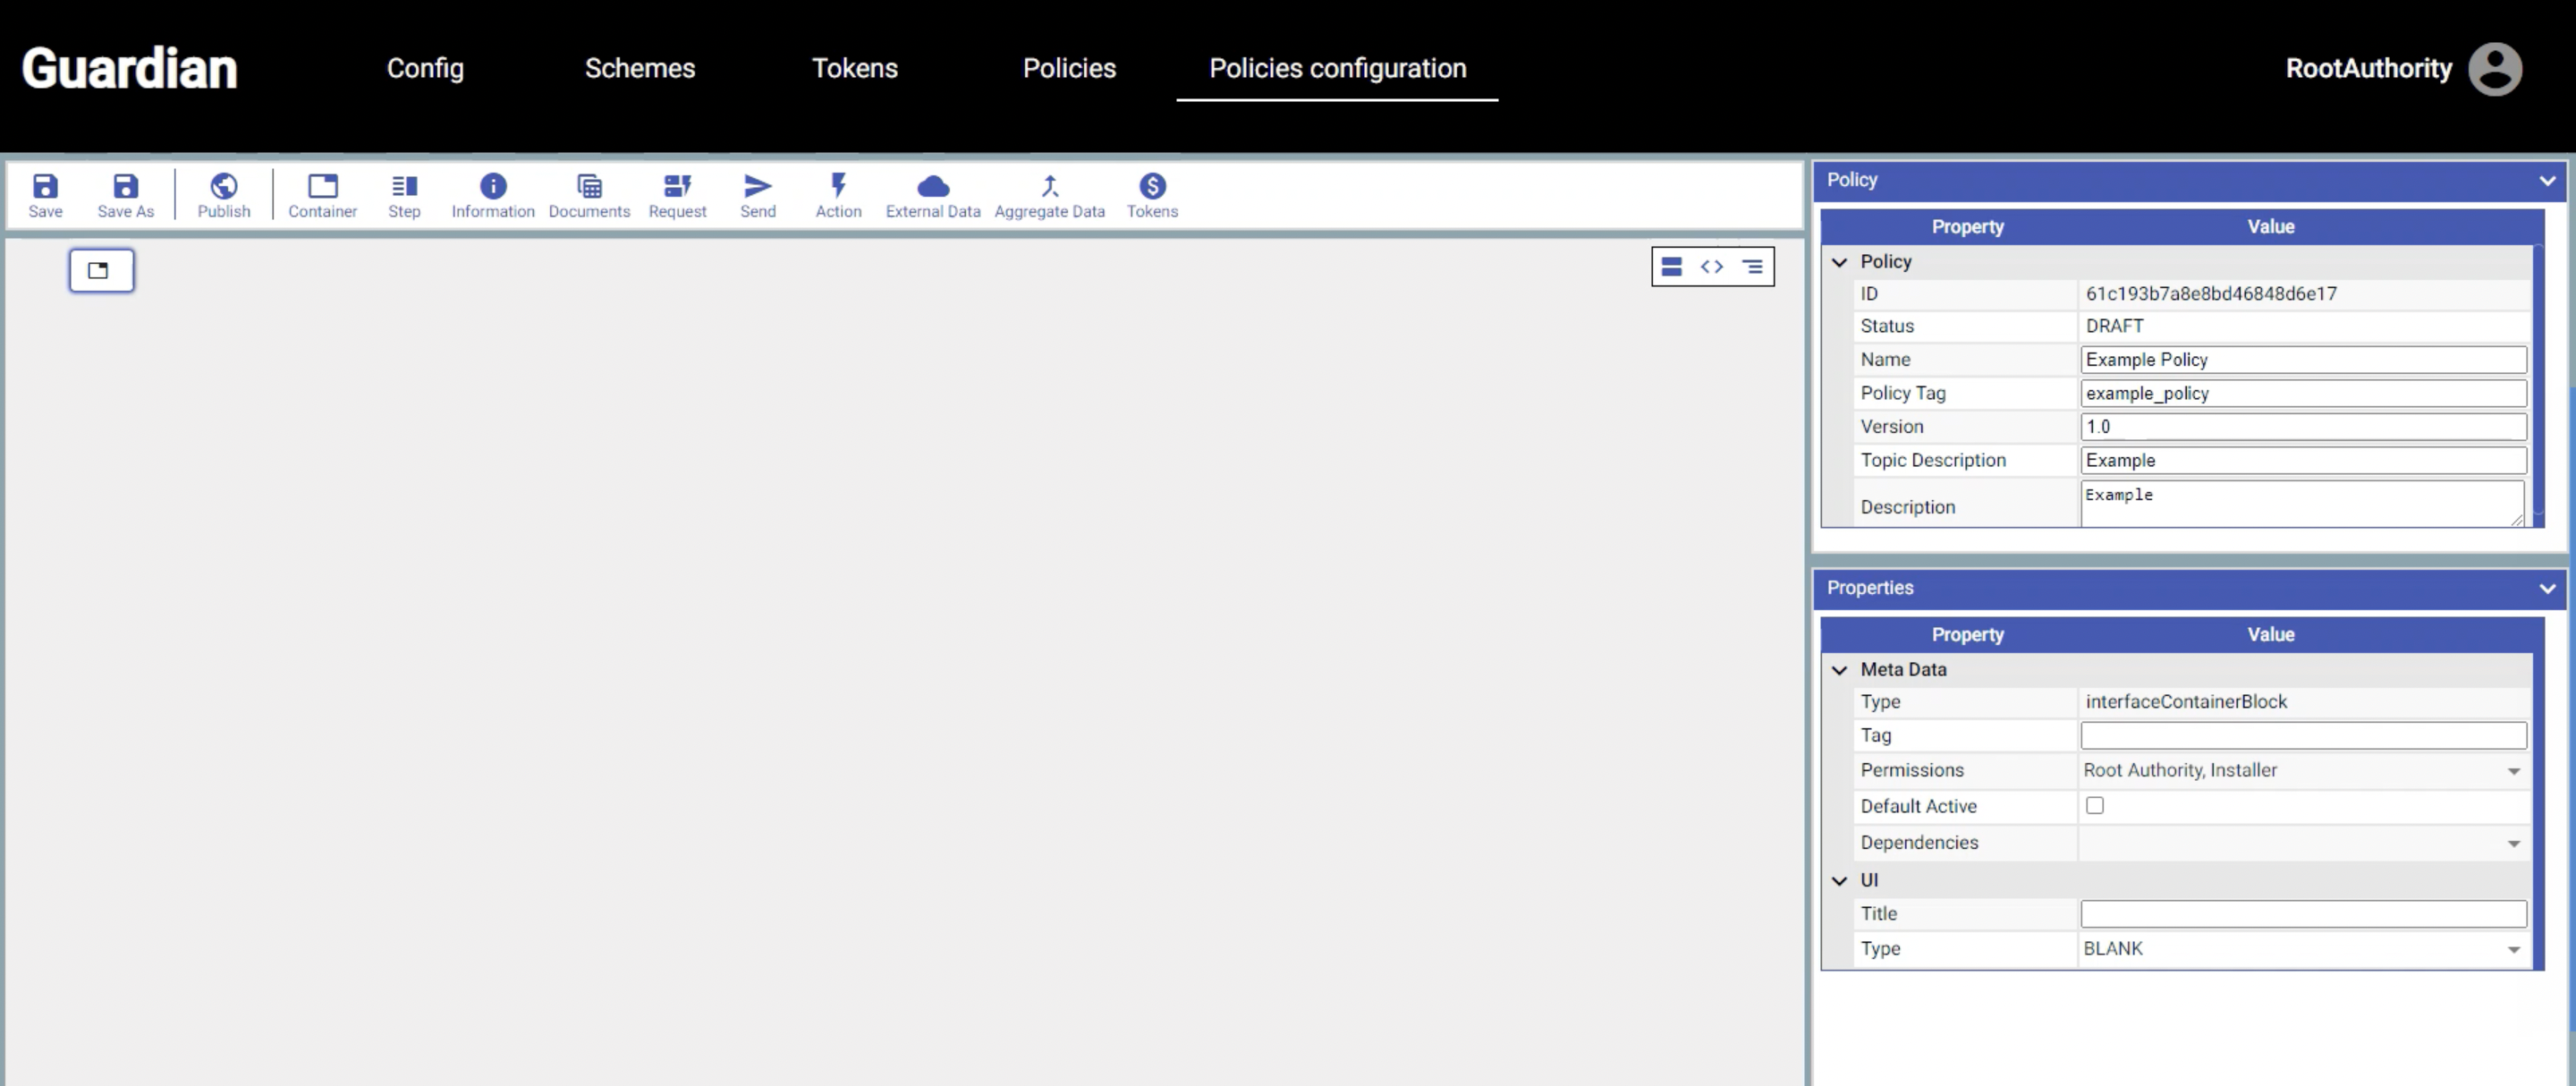 Guardian Config Schemes Tokens Policies Policies configuration RootAuthority
Save Save As Publish Container Step Information Documents Request Send Action External Data Aggregate Data Tokens
Policy
Property Value
Policy
ID 61c193b7a8e8bd46848d6e17
Status DRAFT
Name Example Policy
Policy Tag example_policy
Version 1.0
Topic Description Example
Description Example
Properties
Property Value
Meta Data
Type interfaceContainerBlock
Tag
Permissions Root Authority, Installer
Default Active
Dependencies
UI
Title
Type BLANK